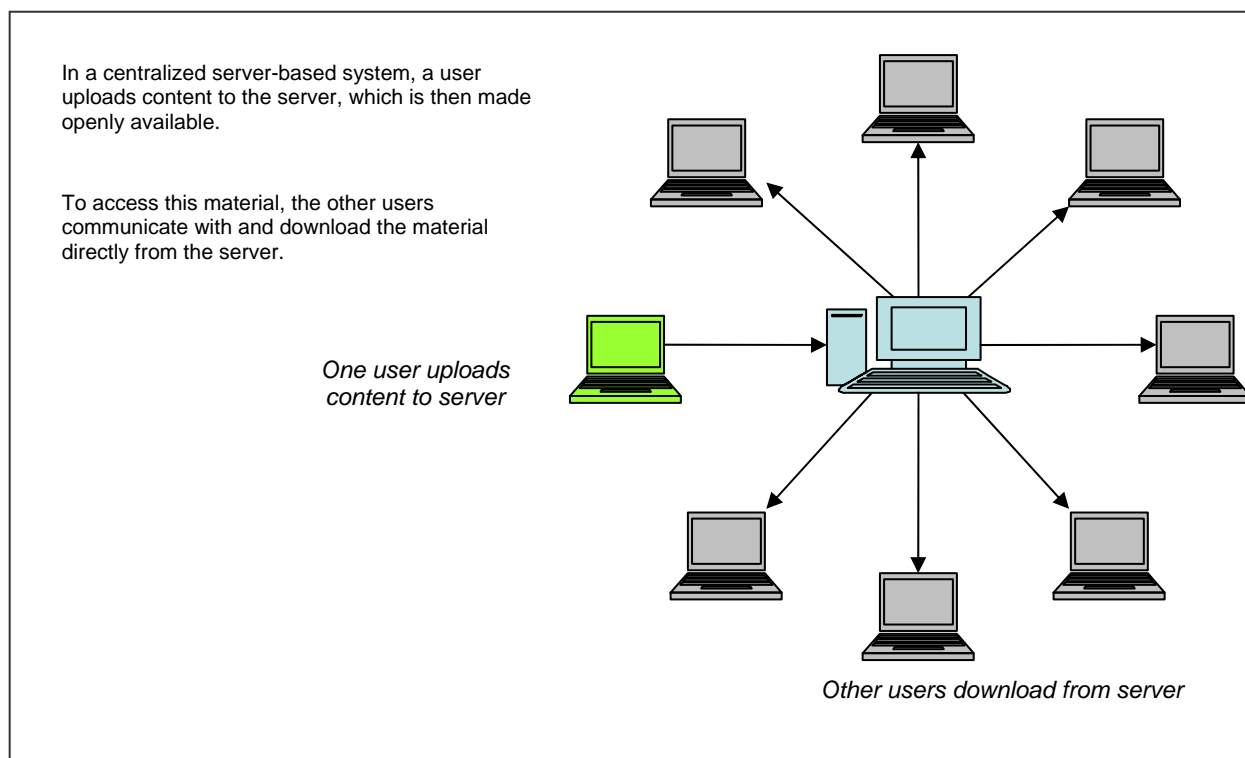 In a centralized server-based system, a user
uploads content to the server, which is then made
openly available.
To access this material, the other users
communicate with and download the material
directly from the server.
One user uploads
content to server
Other users download from server